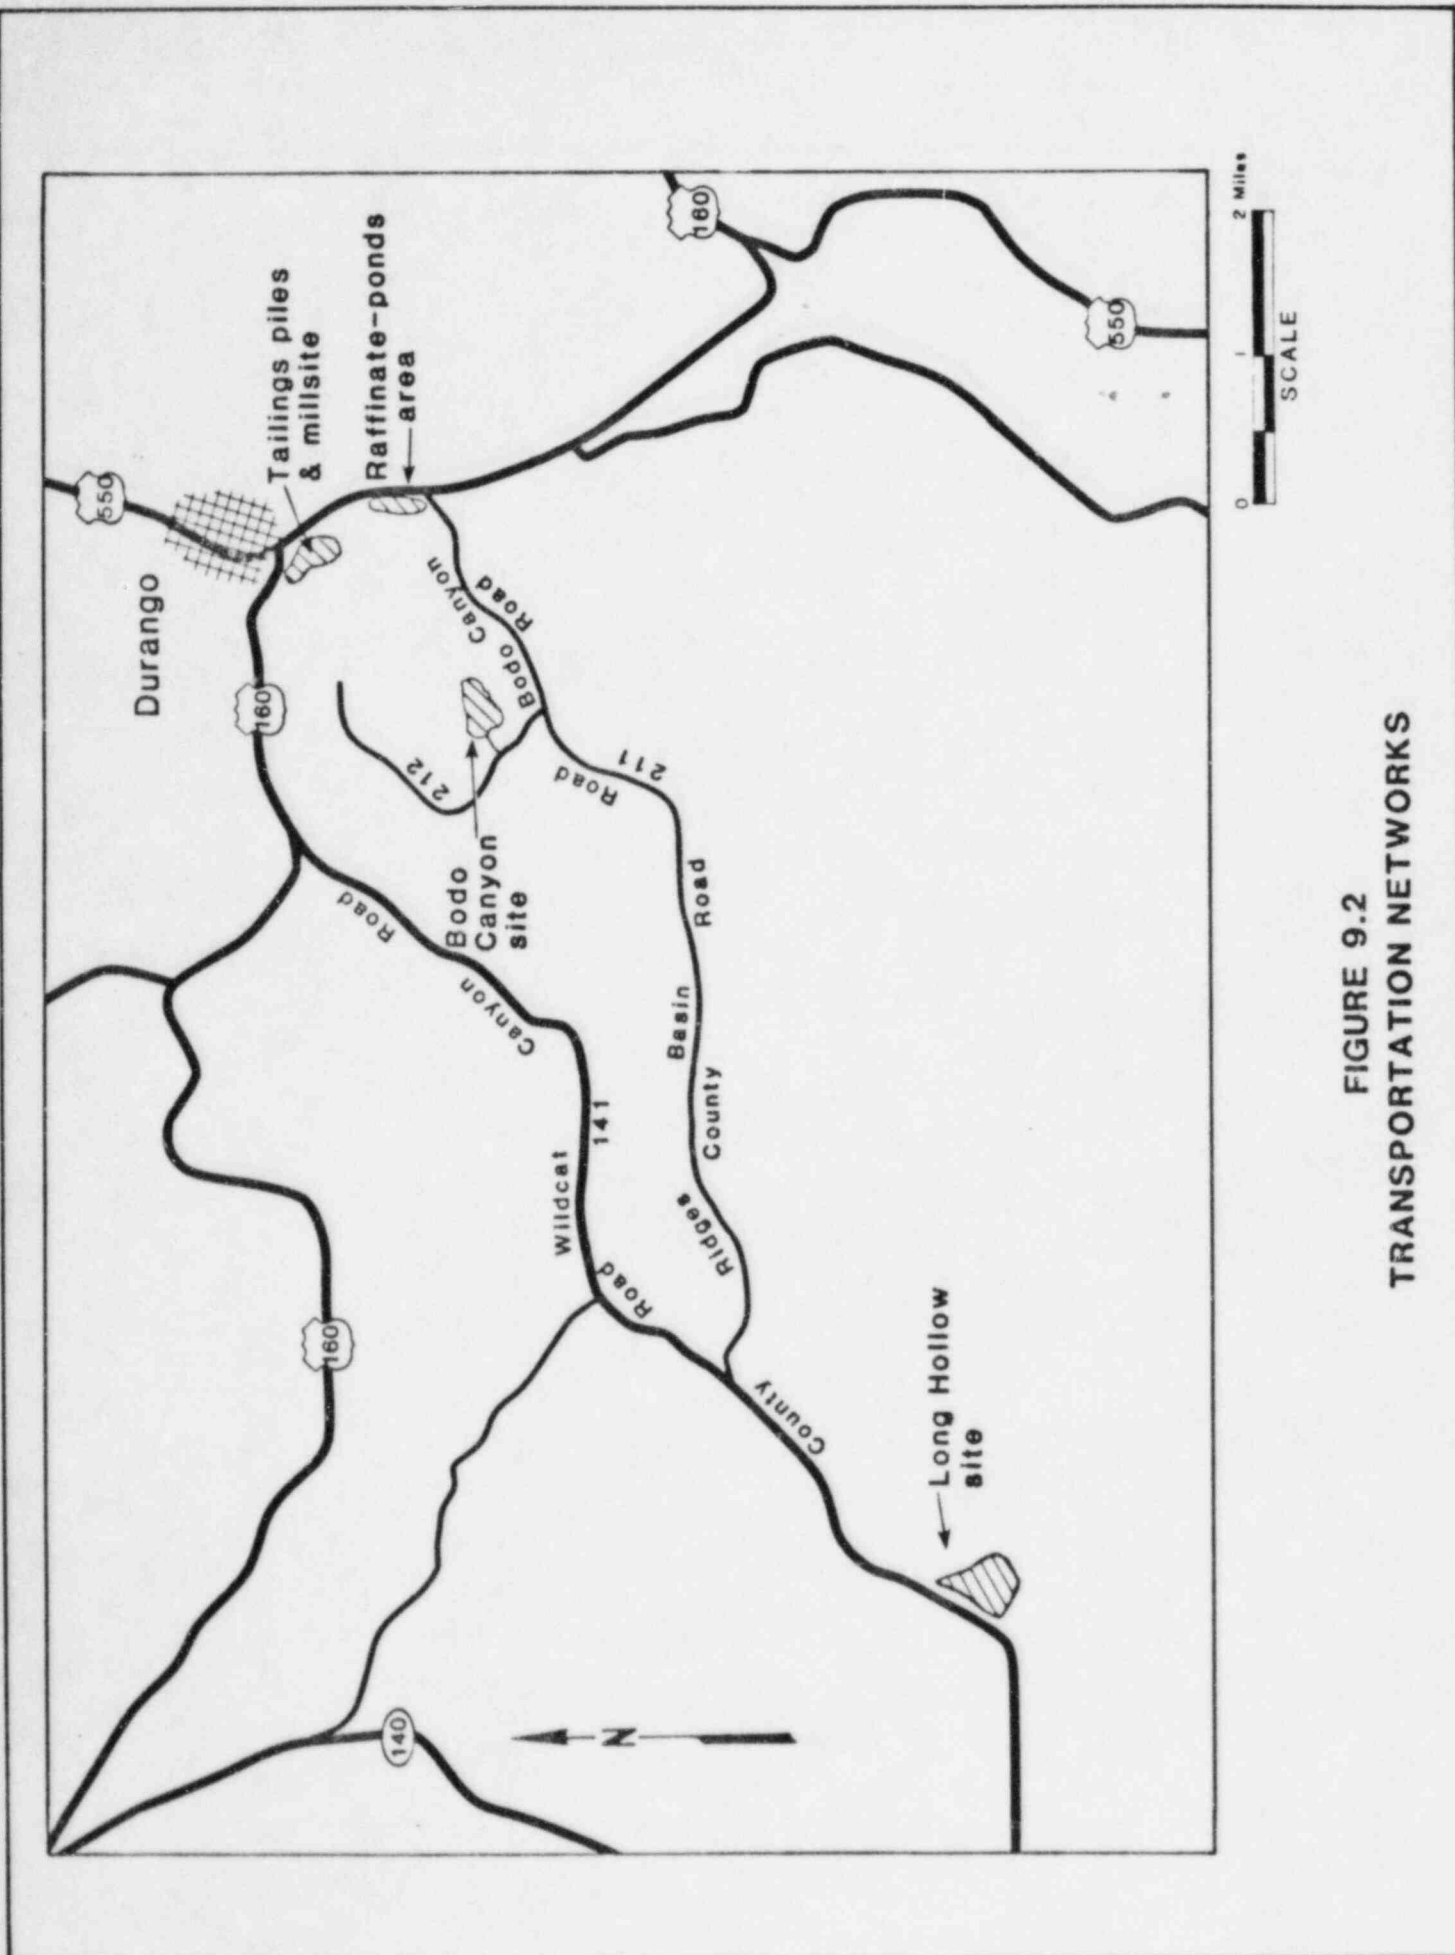 550
Durango
Tailings piles
& millsite
Raffinate-ponds
area
160
160
160
Bodo Canyon
Road
212
Bodo
Canyon
site
Road 211
Wildcat
Canyon
Road
141
County
Road
Ridges
Basin
Road
County
550
140
N
Long Hollow
site
0 1 2 Miles
SCALE
FIGURE 9.2
TRANSPORTATION NETWORKS